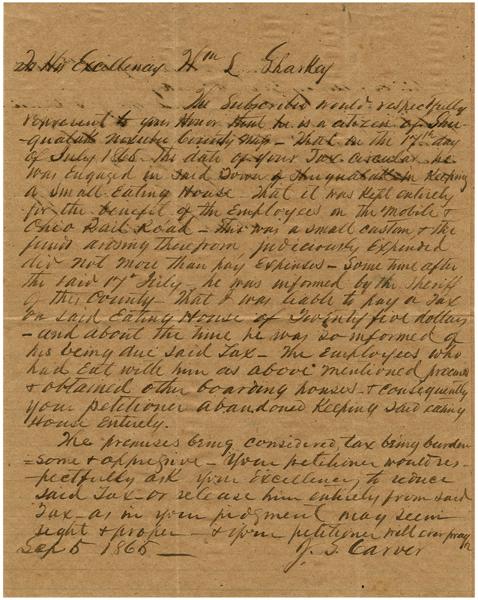 To His Excellency Wm L. Sharkey
The Subscriber would respectfully
represent to your Honor that he is a citizen of Shu-
qualak Noxubee County Mip - That on the 17th day
of July 1865 the date of your Tax circular he
was Engaged in said Town of Shuqualak in Keeping
a Small Eating House - That it was Kept entirely
for the benefit of the Employees on the Mobile &
Ohio Rail Road - This was a small custom & the
funds arising therefrom judiciously Expended
did not more than pay Expenses - Some time after
the said 17th July he was informed by the Sheriff
of this County - That I was liable to pay a Tax
on said Eating House of Twenty five dollars
- and about the time he was so informed of
his being due said Tax - The Employees who
had Eat with him as above mentioned
& obtained other boarding houses - & consequently
your petitioner abandoned Keeping said eating
House Entirely.
The premises being considered, tax being burden
=some & oppresive - Your petitioner would res-
-pectfully ask your Excellency to reduce
said Tax - or release him entirely from said
Tax - as in your judgment may seem
right & proper - & your petitioner will ever pray
Sep 5 1865 — J. S. Carver